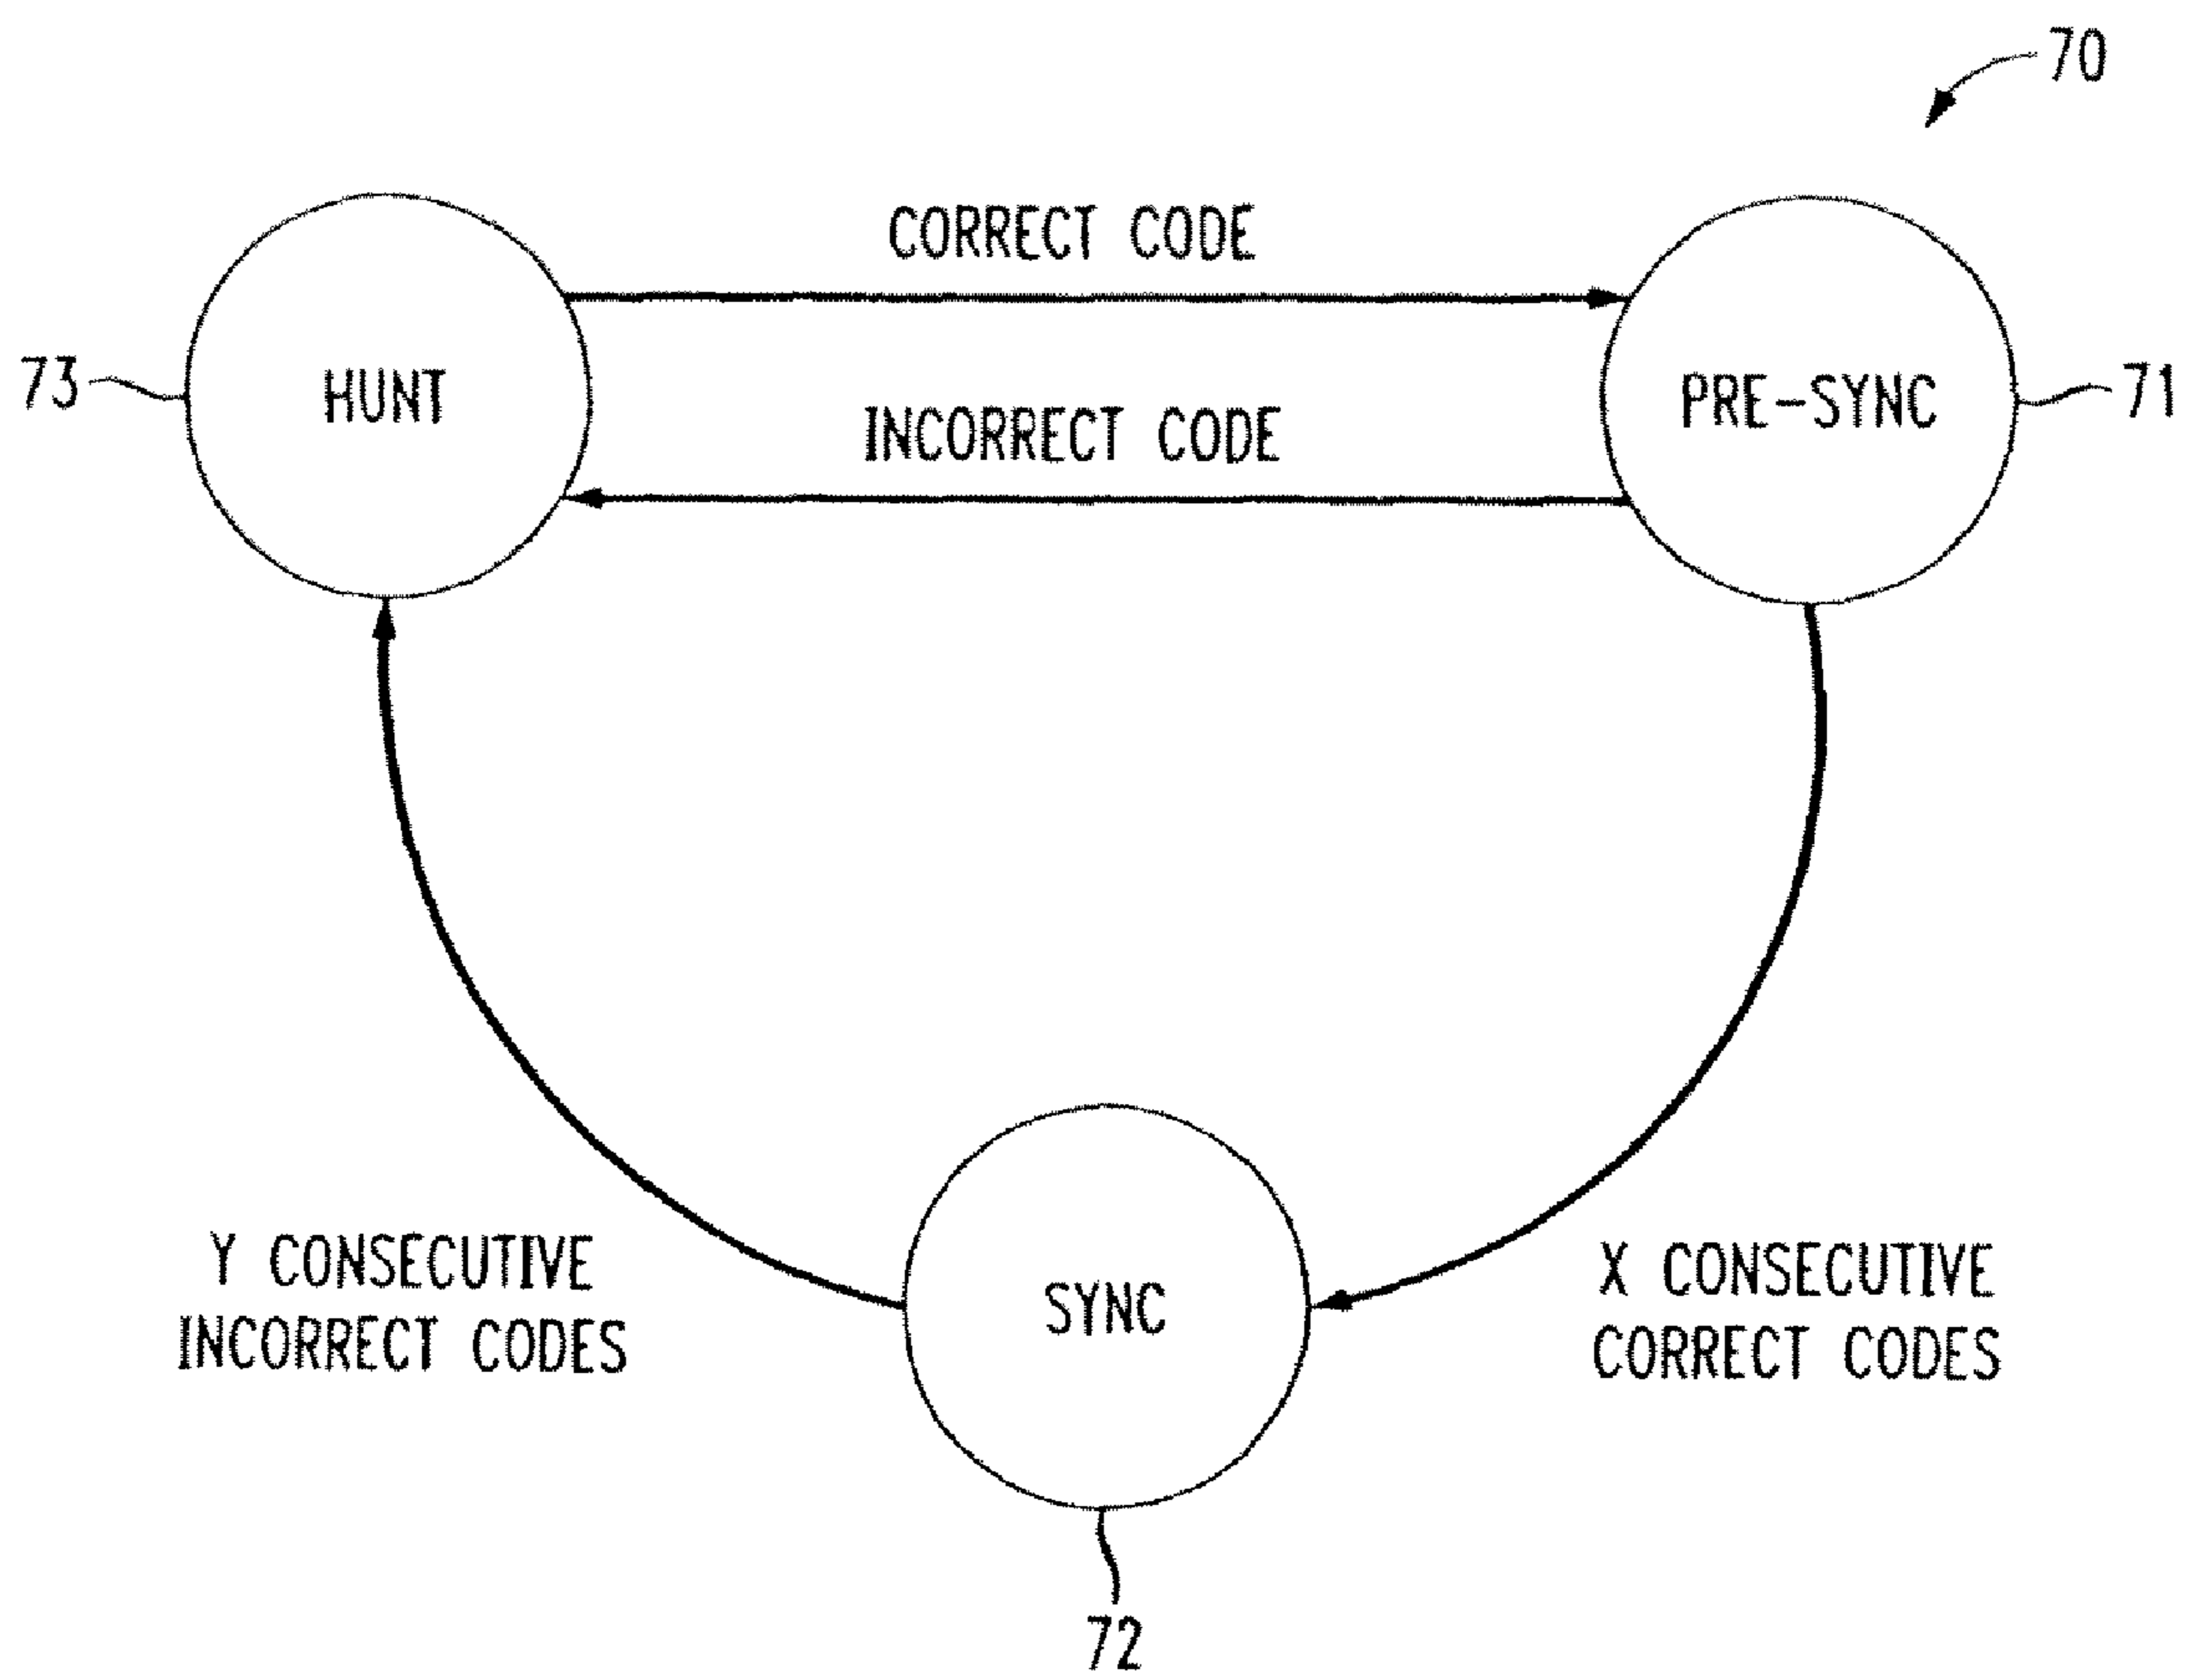 70
CORRECT CODE
73
HUNT
PRE-SYNC
71
INCORRECT CODE
Y CONSECUTIVE
INCORRECT CODES
SYNC
X CONSECUTIVE
CORRECT CODES
72